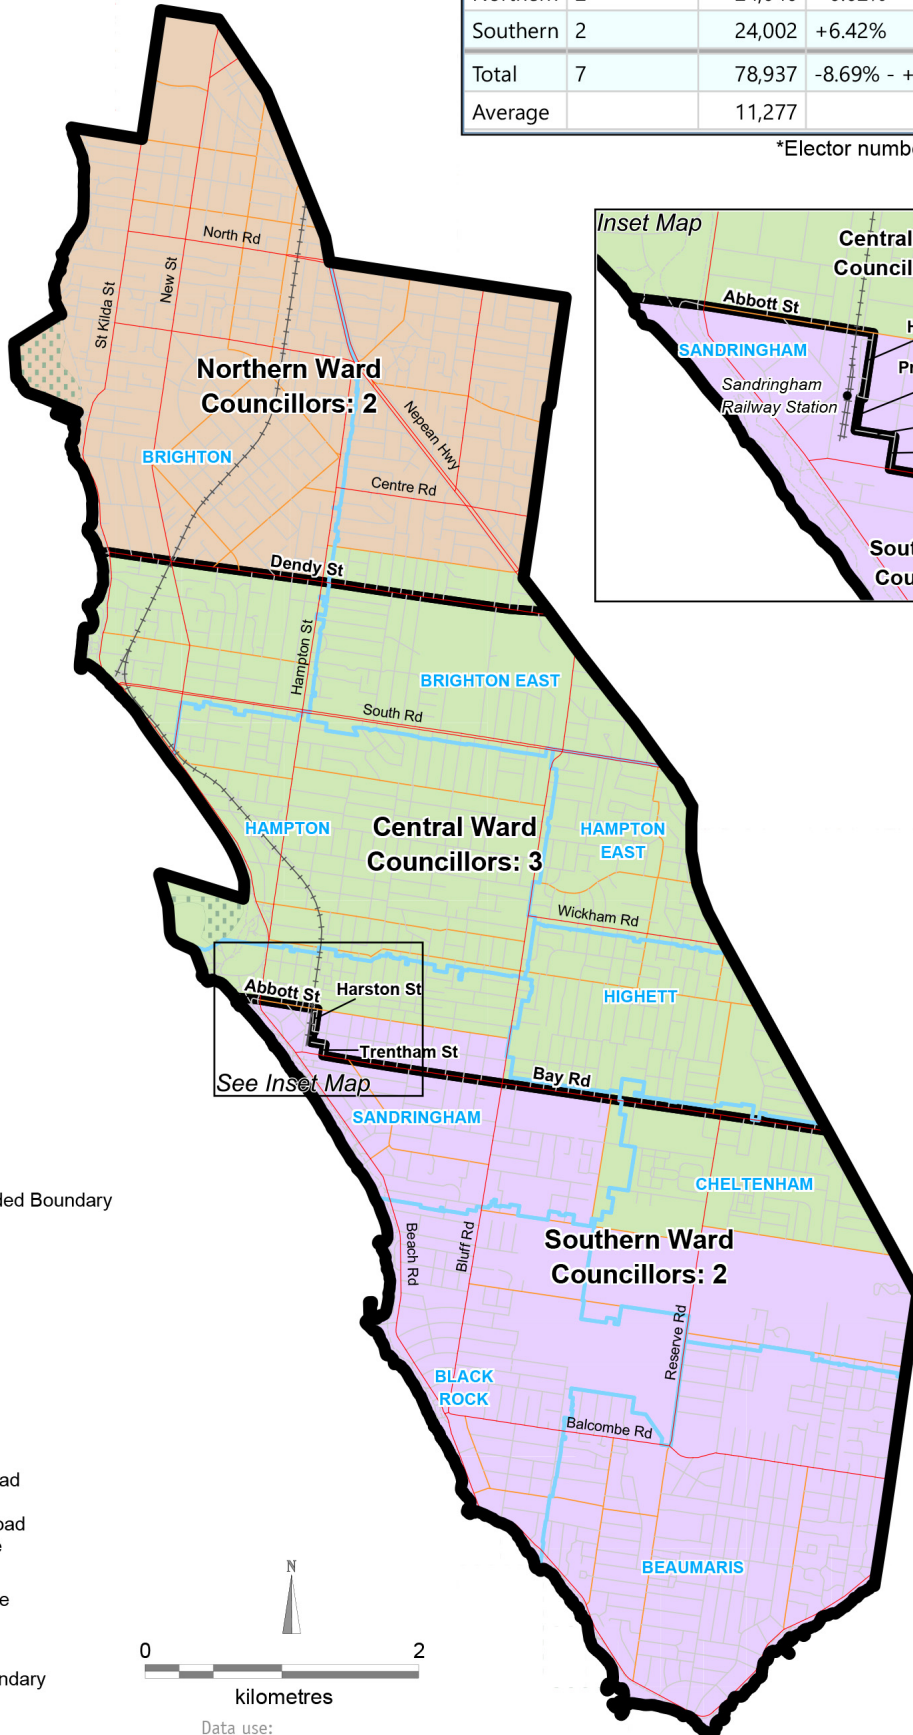 Southern 2 24,002 +6.42%
Total 7 78,937 -8.69% - +
Average 11,277
*Elector numbe
Inset Map
Central
Council
Abbott St
H
SANDRINGHAM
Pr
Sandringham
Railway Station
Sout
Cou
North Rd
New St
St Kilda St
Northern Ward
Councillors: 2
Nepean Hwy
BRIGHTON
Centre Rd
Dendy St
Hampton St
BRIGHTON EAST
South Rd
HAMPTON
Central Ward
Councillors: 3
HAMPTON
EAST
Wickham Rd
HIGHETT
Abbott St
Harston St
Trentham St
See Inset Map
Bay Rd
SANDRINGHAM
CHELTENHAM
ded Boundary
Beach Rd
Bluff Rd
Southern Ward
Councillors: 2
Reserve Rd
BLACK
ROCK
Balcombe Rd
ad
oad
e
e
BEAUMARIS
N
0 2
kilometres
ndary
Data use: